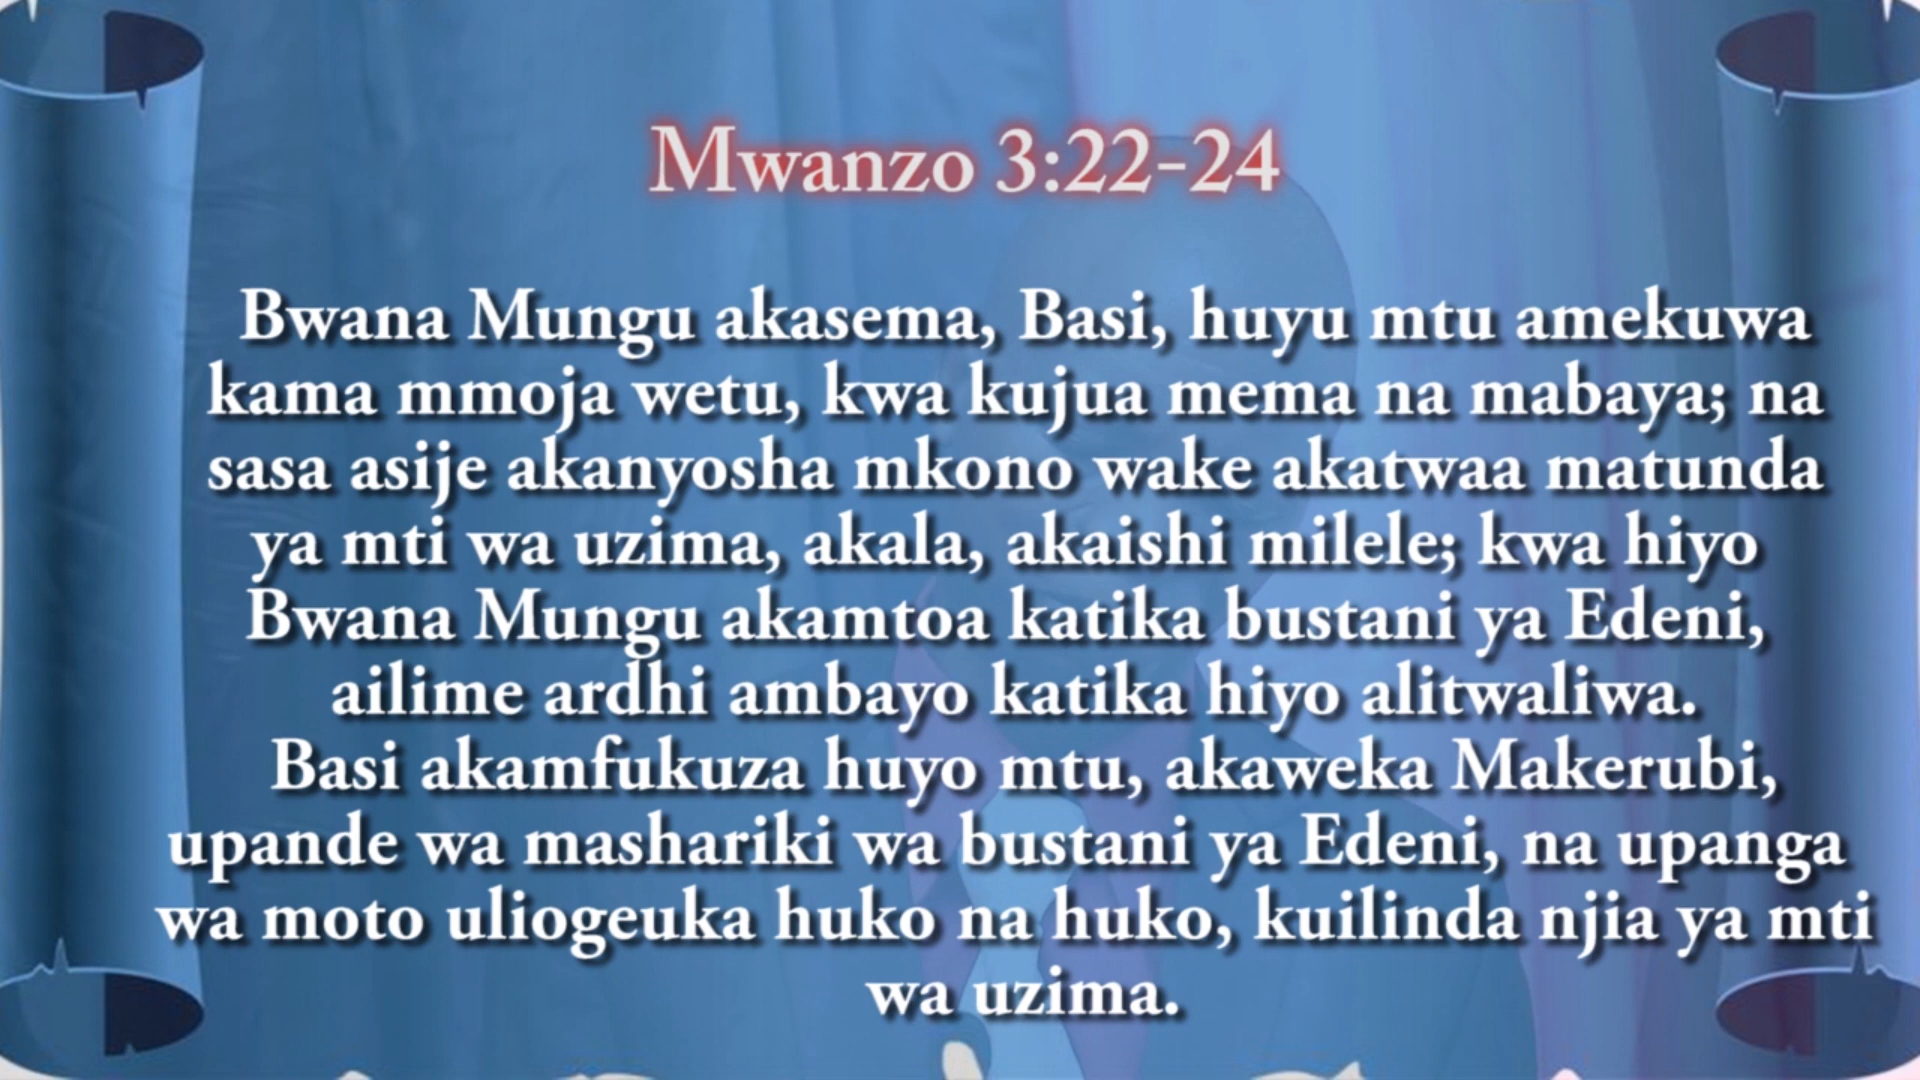 Mwanzo 3:22-24
Bwana Mungu akasema, Basi, huyu mtu amekuwa
kama mmoja wetu, kwa kujua mema na mabaya; na
sasa asije akanyosha mkono wake akatwaa matunda
ya mti wa uzima, akala, akaishi milele; kwa hiyo
Bwana Mungu akamtoa katika bustani ya Edeni,
ailime ardhi ambayo katika hiyo alitwaliwa.
Basi akamfukuza huyo mtu, akaweka Makerubi,
upande wa mashariki wa bustani ya Edeni, na upanga
wa moto uliogeuka huko na huko, kuilinda njia ya mti
wa uzima.